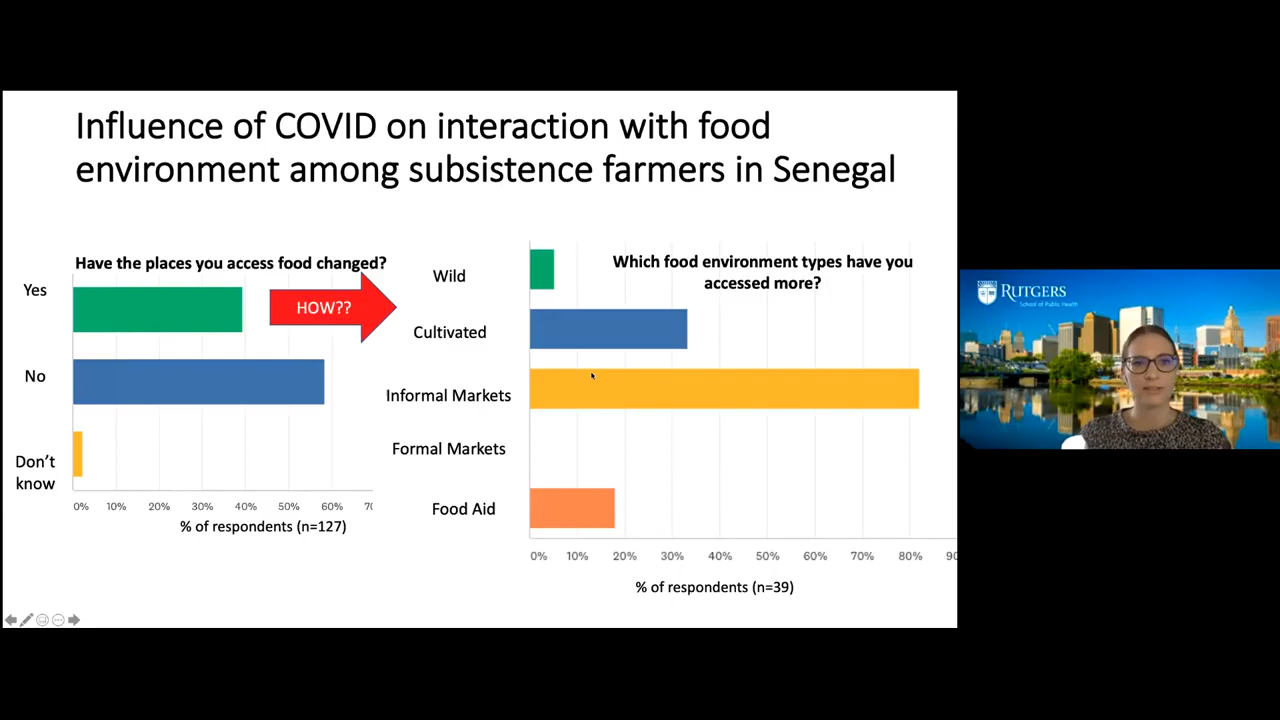 Influence of COVID on interaction with food
environment among subsistence farmers in Senegal
Have the places you access food changed?
Yes
No
Don't
know
0% 10% 20% 30% 40% 50% 60% 70
% of respondents (n=127)
HOW??
Which food environment types have you
accessed more?
Wild
Cultivated
Informal Markets
Formal Markets
Food Aid
0% 10% 20% 30% 40% 50% 60% 70% 80% 90
% of respondents (n=39)
RUTGERS
School of Public Health